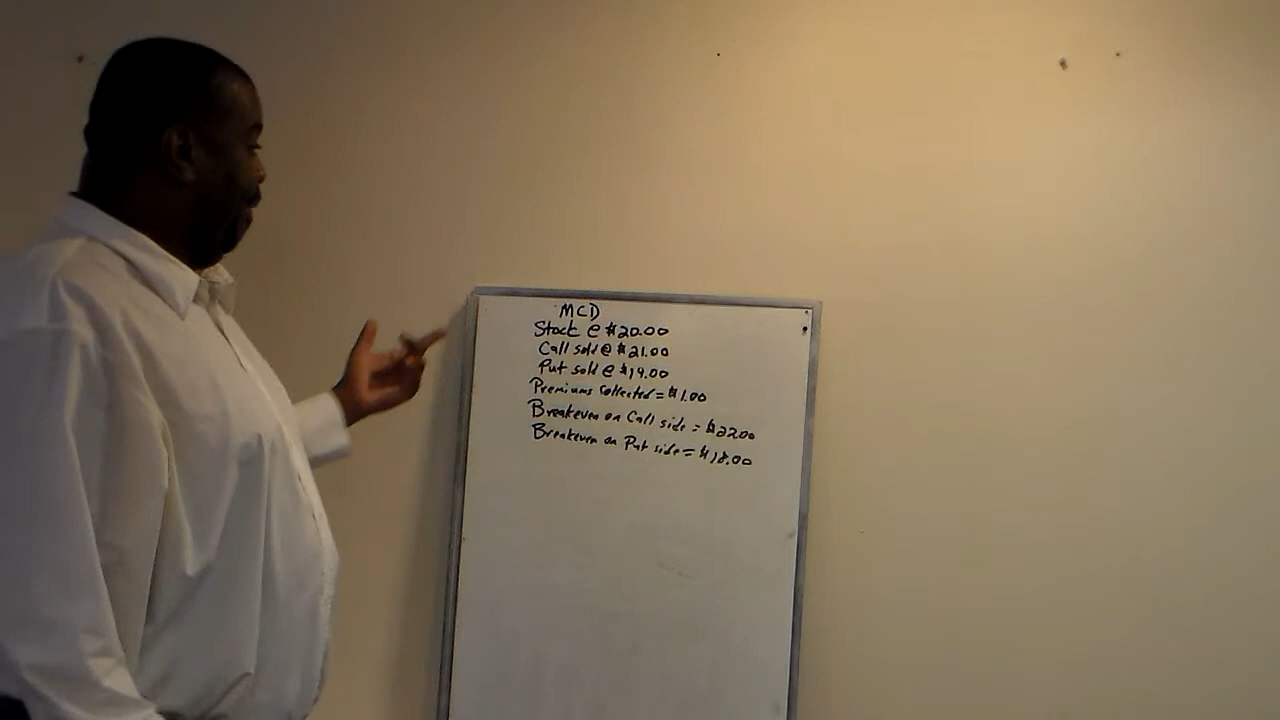 MCD
Stock @ $20.00
Call sold @ $21.00
Put sold @ $19.00
Premiums Collected = $1.00
Breakeven on Call side = $22.00
Breakeven on Put side = $18.00